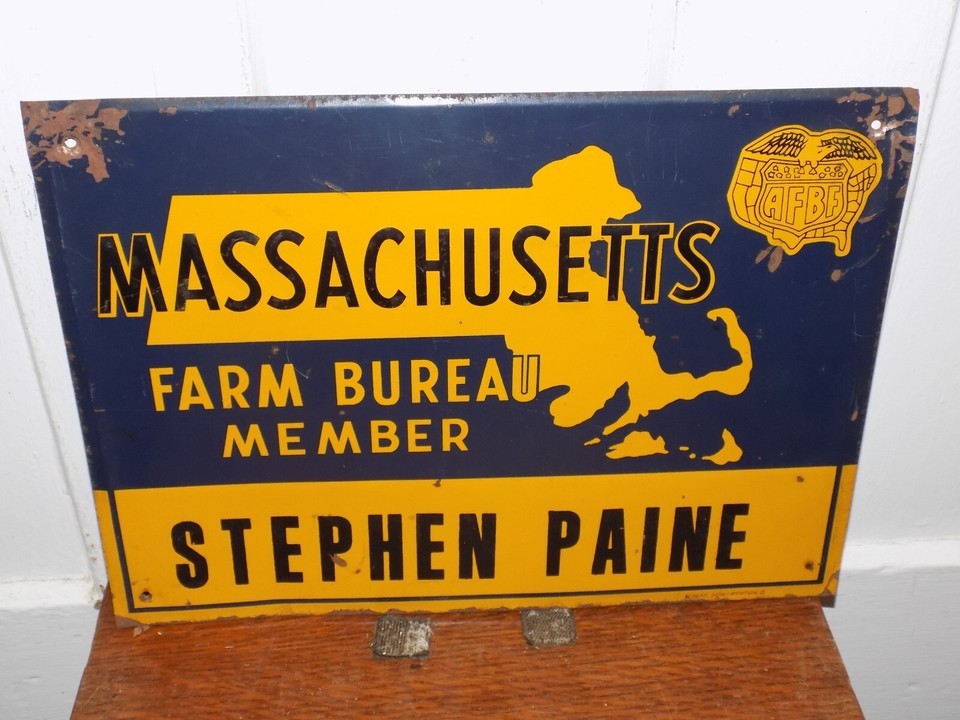 AFBF
MASSACHUSETTS
FARM BUREAU
MEMBER
STEPHEN PAINE